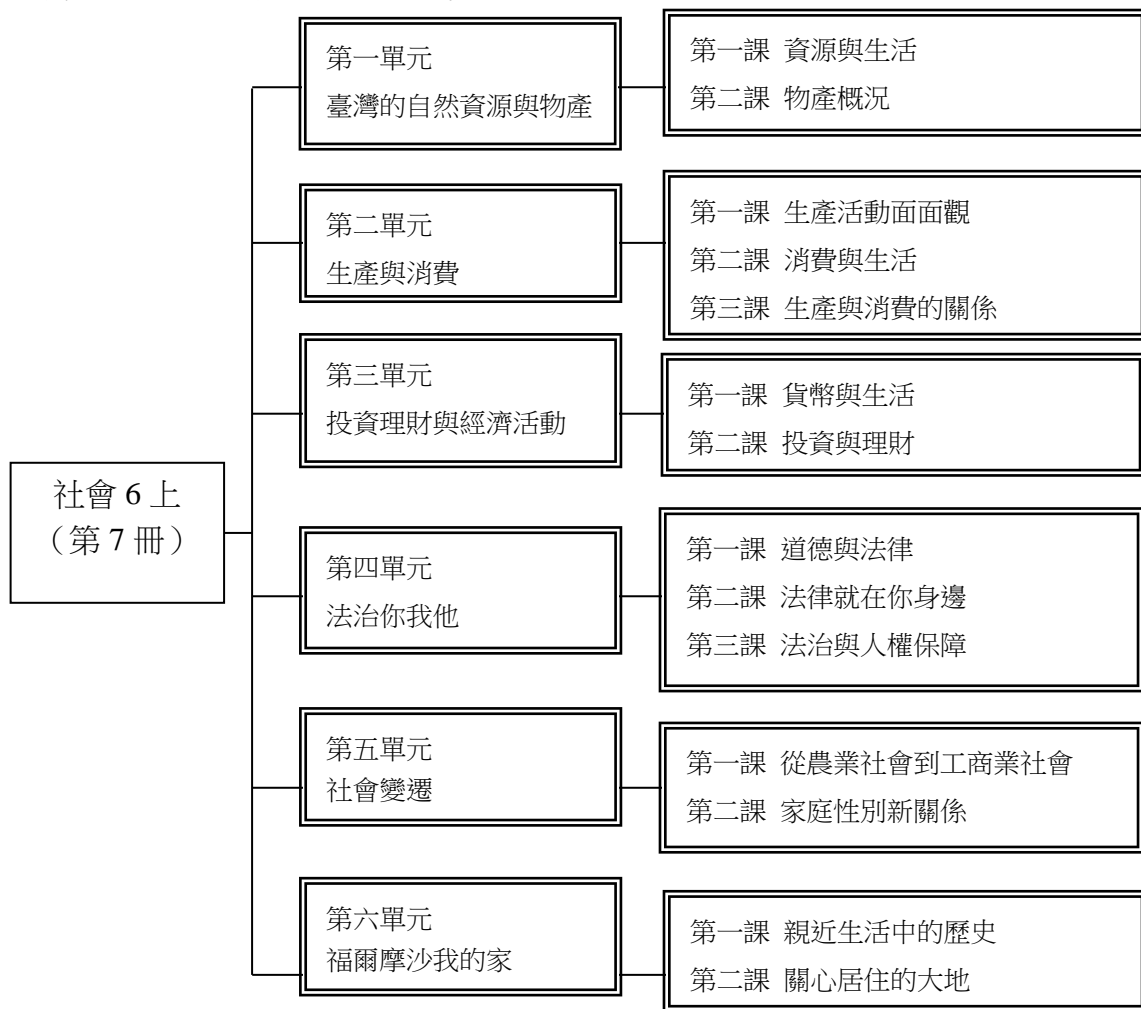 社會 6 上
（第 7 冊）
第一單元
臺灣的自然資源與物產
第一課 資源與生活
第二課 物產概況
第二單元
生產與消費
第一課 生產活動面面觀
第二課 消費與生活
第三課 生產與消費的關係
第三單元
投資理財與經濟活動
第一課 貨幣與生活
第二課 投資與理財
第四單元
法治你我他
第一課 道德與法律
第二課 法律就在你身邊
第三課 法治與人權保障
第五單元
社會變遷
第一課 從農業社會到工商業社會
第二課 家庭性別新關係
第六單元
福爾摩沙我的家
第一課 親近生活中的歷史
第二課 關心居住的大地